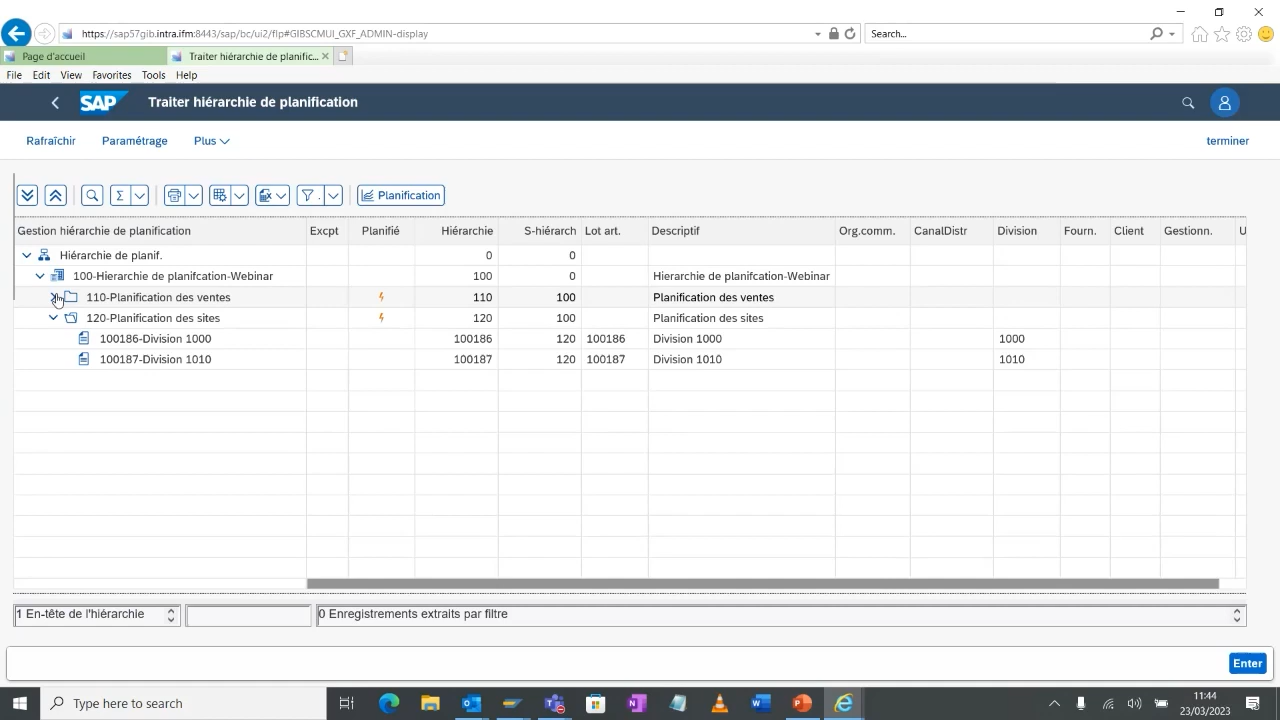 https://sap57gib.intra.ifm:8443/sap/bc/ui2/flp#GIBSCMUI_GXF_ADMIN-display
Search...
Page d'accueil
Traiter hiérarchie de planific...
File Edit View Favorites Tools Help
SAP Traiter hiérarchie de planification
Rafraîchir Paramétrage Plus terminer
Planification
Gestion hiérarchie de planification Excpt Planifié Hiérarchie S-hiérarch Lot art. Descriptif Org.comm. CanalDistr Division Fourn. Client Gestionn. U
Hiérarchie de planif. 0 0
100-Hierarchie de planifcation-Webinar 100 0 Hierarchie de planifcation-Webinar
110-Planification des ventes 110 100 Planification des ventes
120-Planification des sites 120 100 Planification des sites
100186-Division 1000 100186 120 100186 Division 1000 1000
100187-Division 1010 100187 120 100187 Division 1010 1010
1 En-tête de l'hiérarchie 0 Enregistrements extraits par filtre
Enter
Type here to search
11:44
23/03/2023